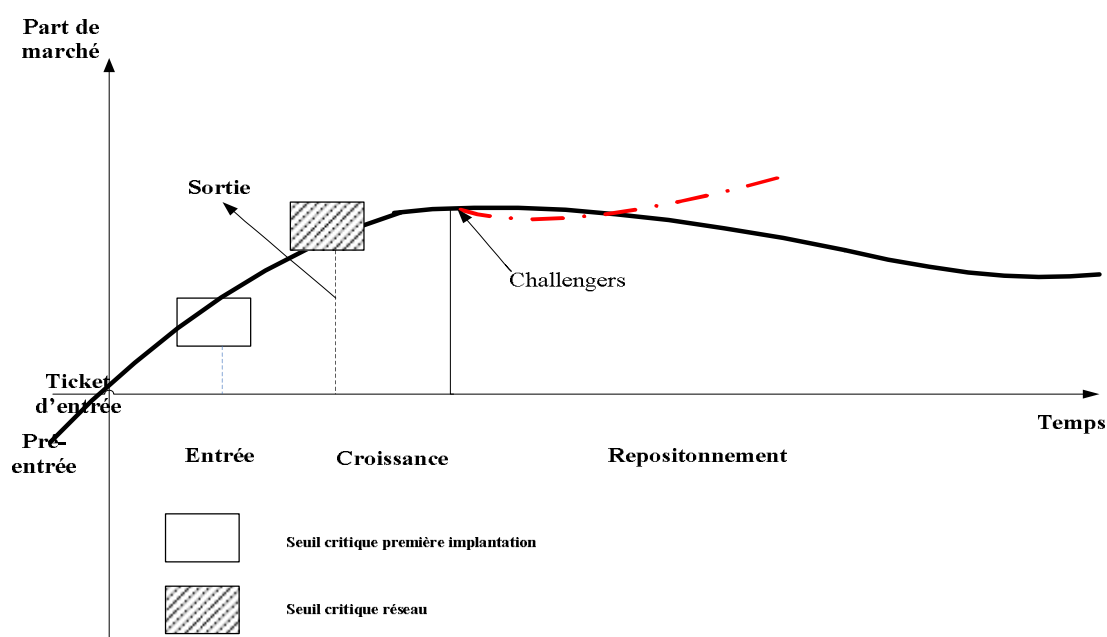 Part de
marché
Sortie
Challengers
Ticket
d'entrée
Temps
Pré-
entrée
Entrée
Croissance
Repositonnement
Seuil critique première implantation
Seuil critique réseau